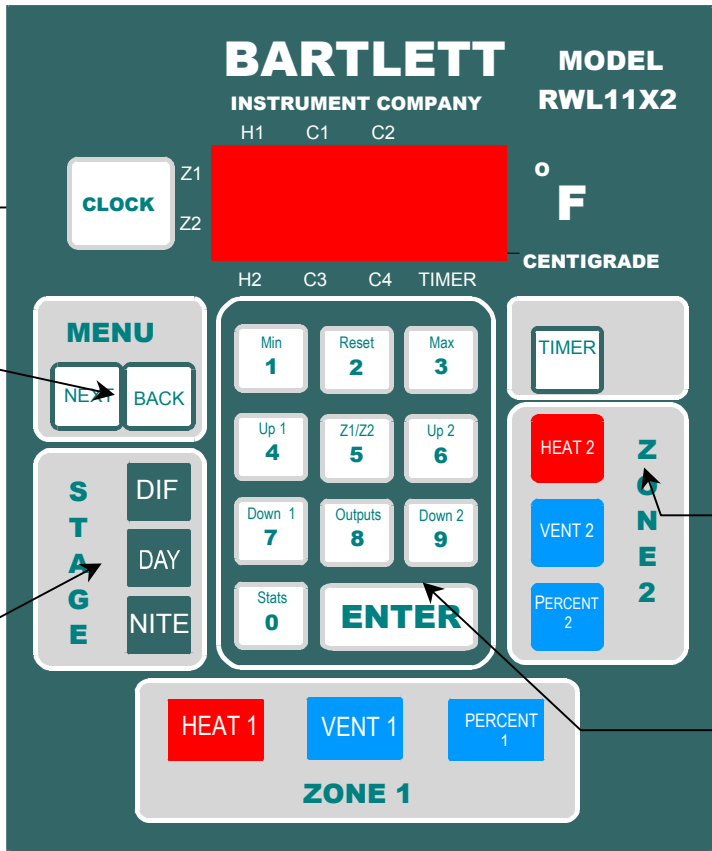 BARTLETT
INSTRUMENT COMPANY
MODEL
RWL11X2
H1 C1 C2
CLOCK
Z1
Z2
° F
CENTIGRADE
H2 C3 C4 TIMER
MENU
NEXT BACK
STAGE
DIF
DAY
NITE
Min
1
Reset
2
Max
3
Up 1
4
Z1/Z2
5
Up 2
6
Down 1
7
Outputs
8
Down 2
9
Stats
0
ENTER
TIMER
HEAT 2
VENT 2
PERCENT
2
ZONE 2
HEAT 1
VENT 1
PERCENT
1
ZONE 1